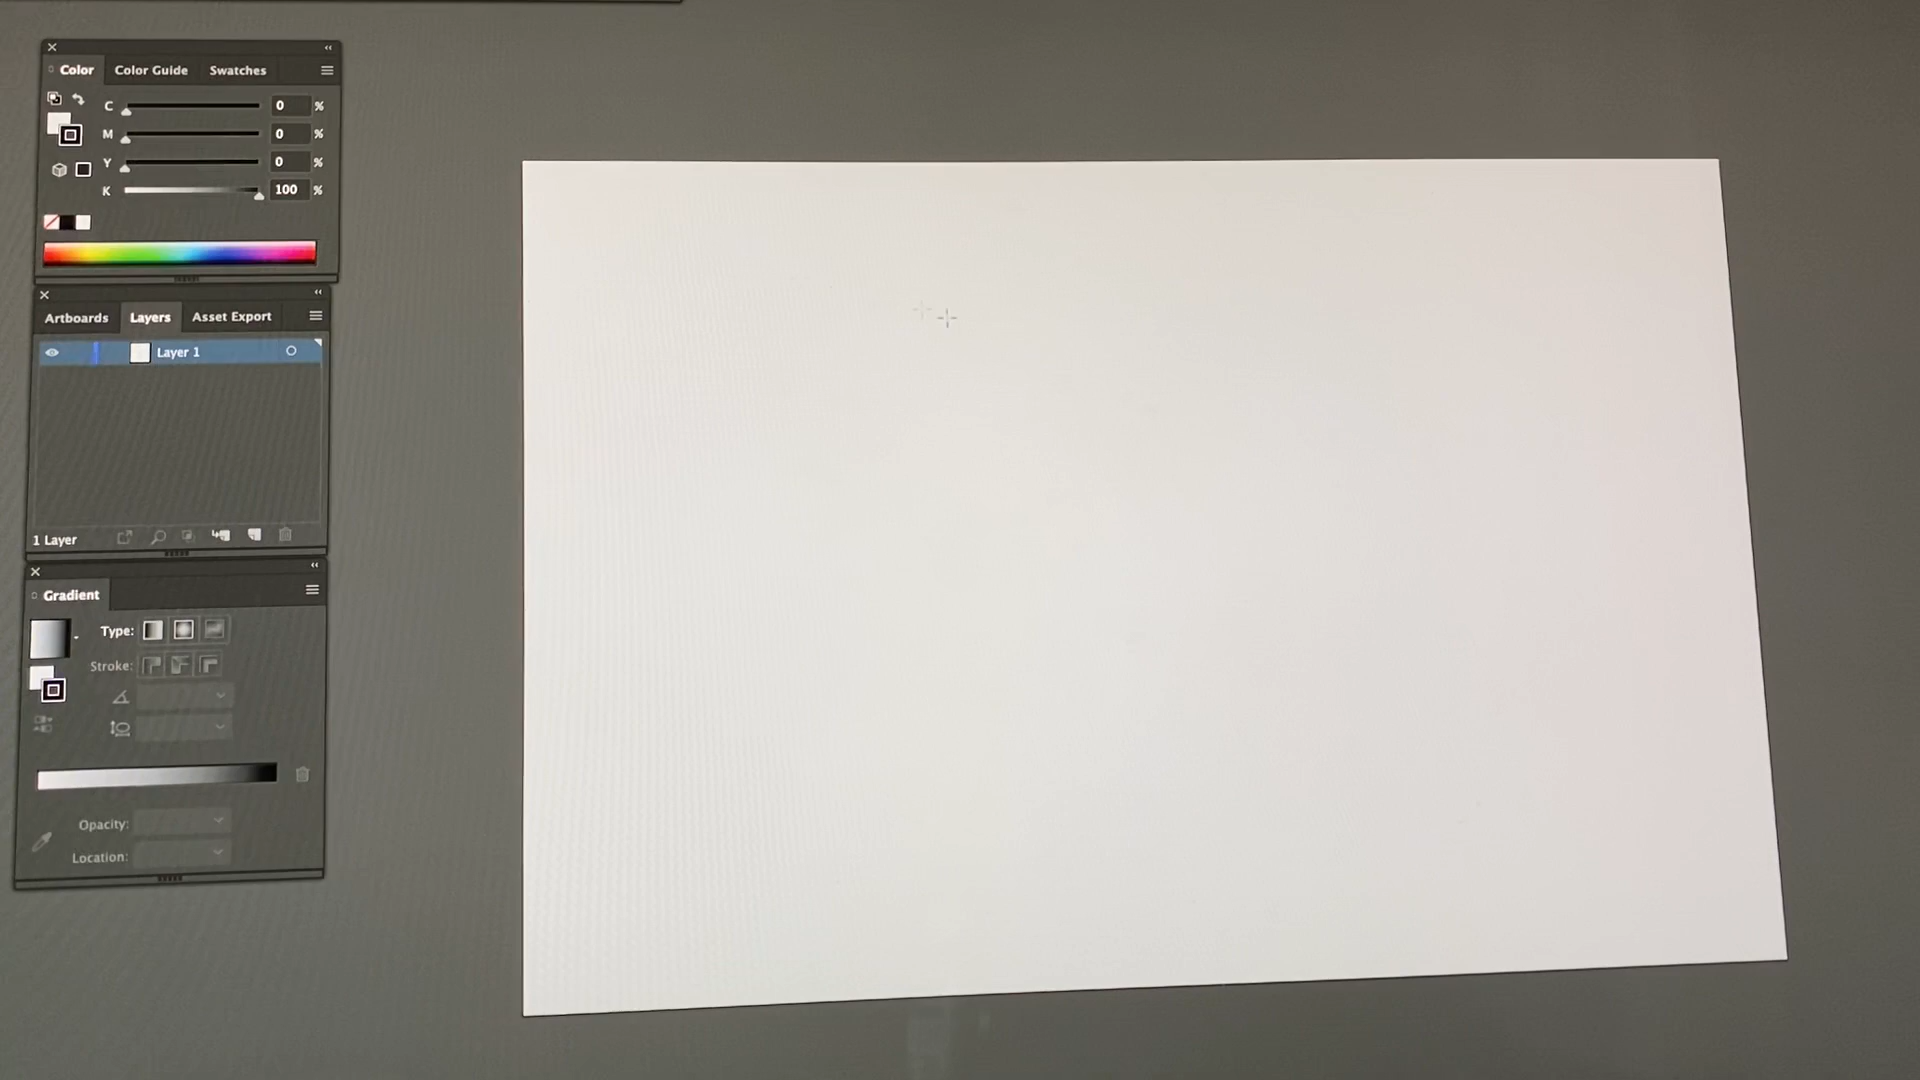 Color Color Guide Swatches
C 0 %
M 0 %
Y 0 %
K 100 %
Artboards Layers Asset Export
Layer 1
1 Layer
Gradient
Type:
Stroke:
Opacity:
Location: